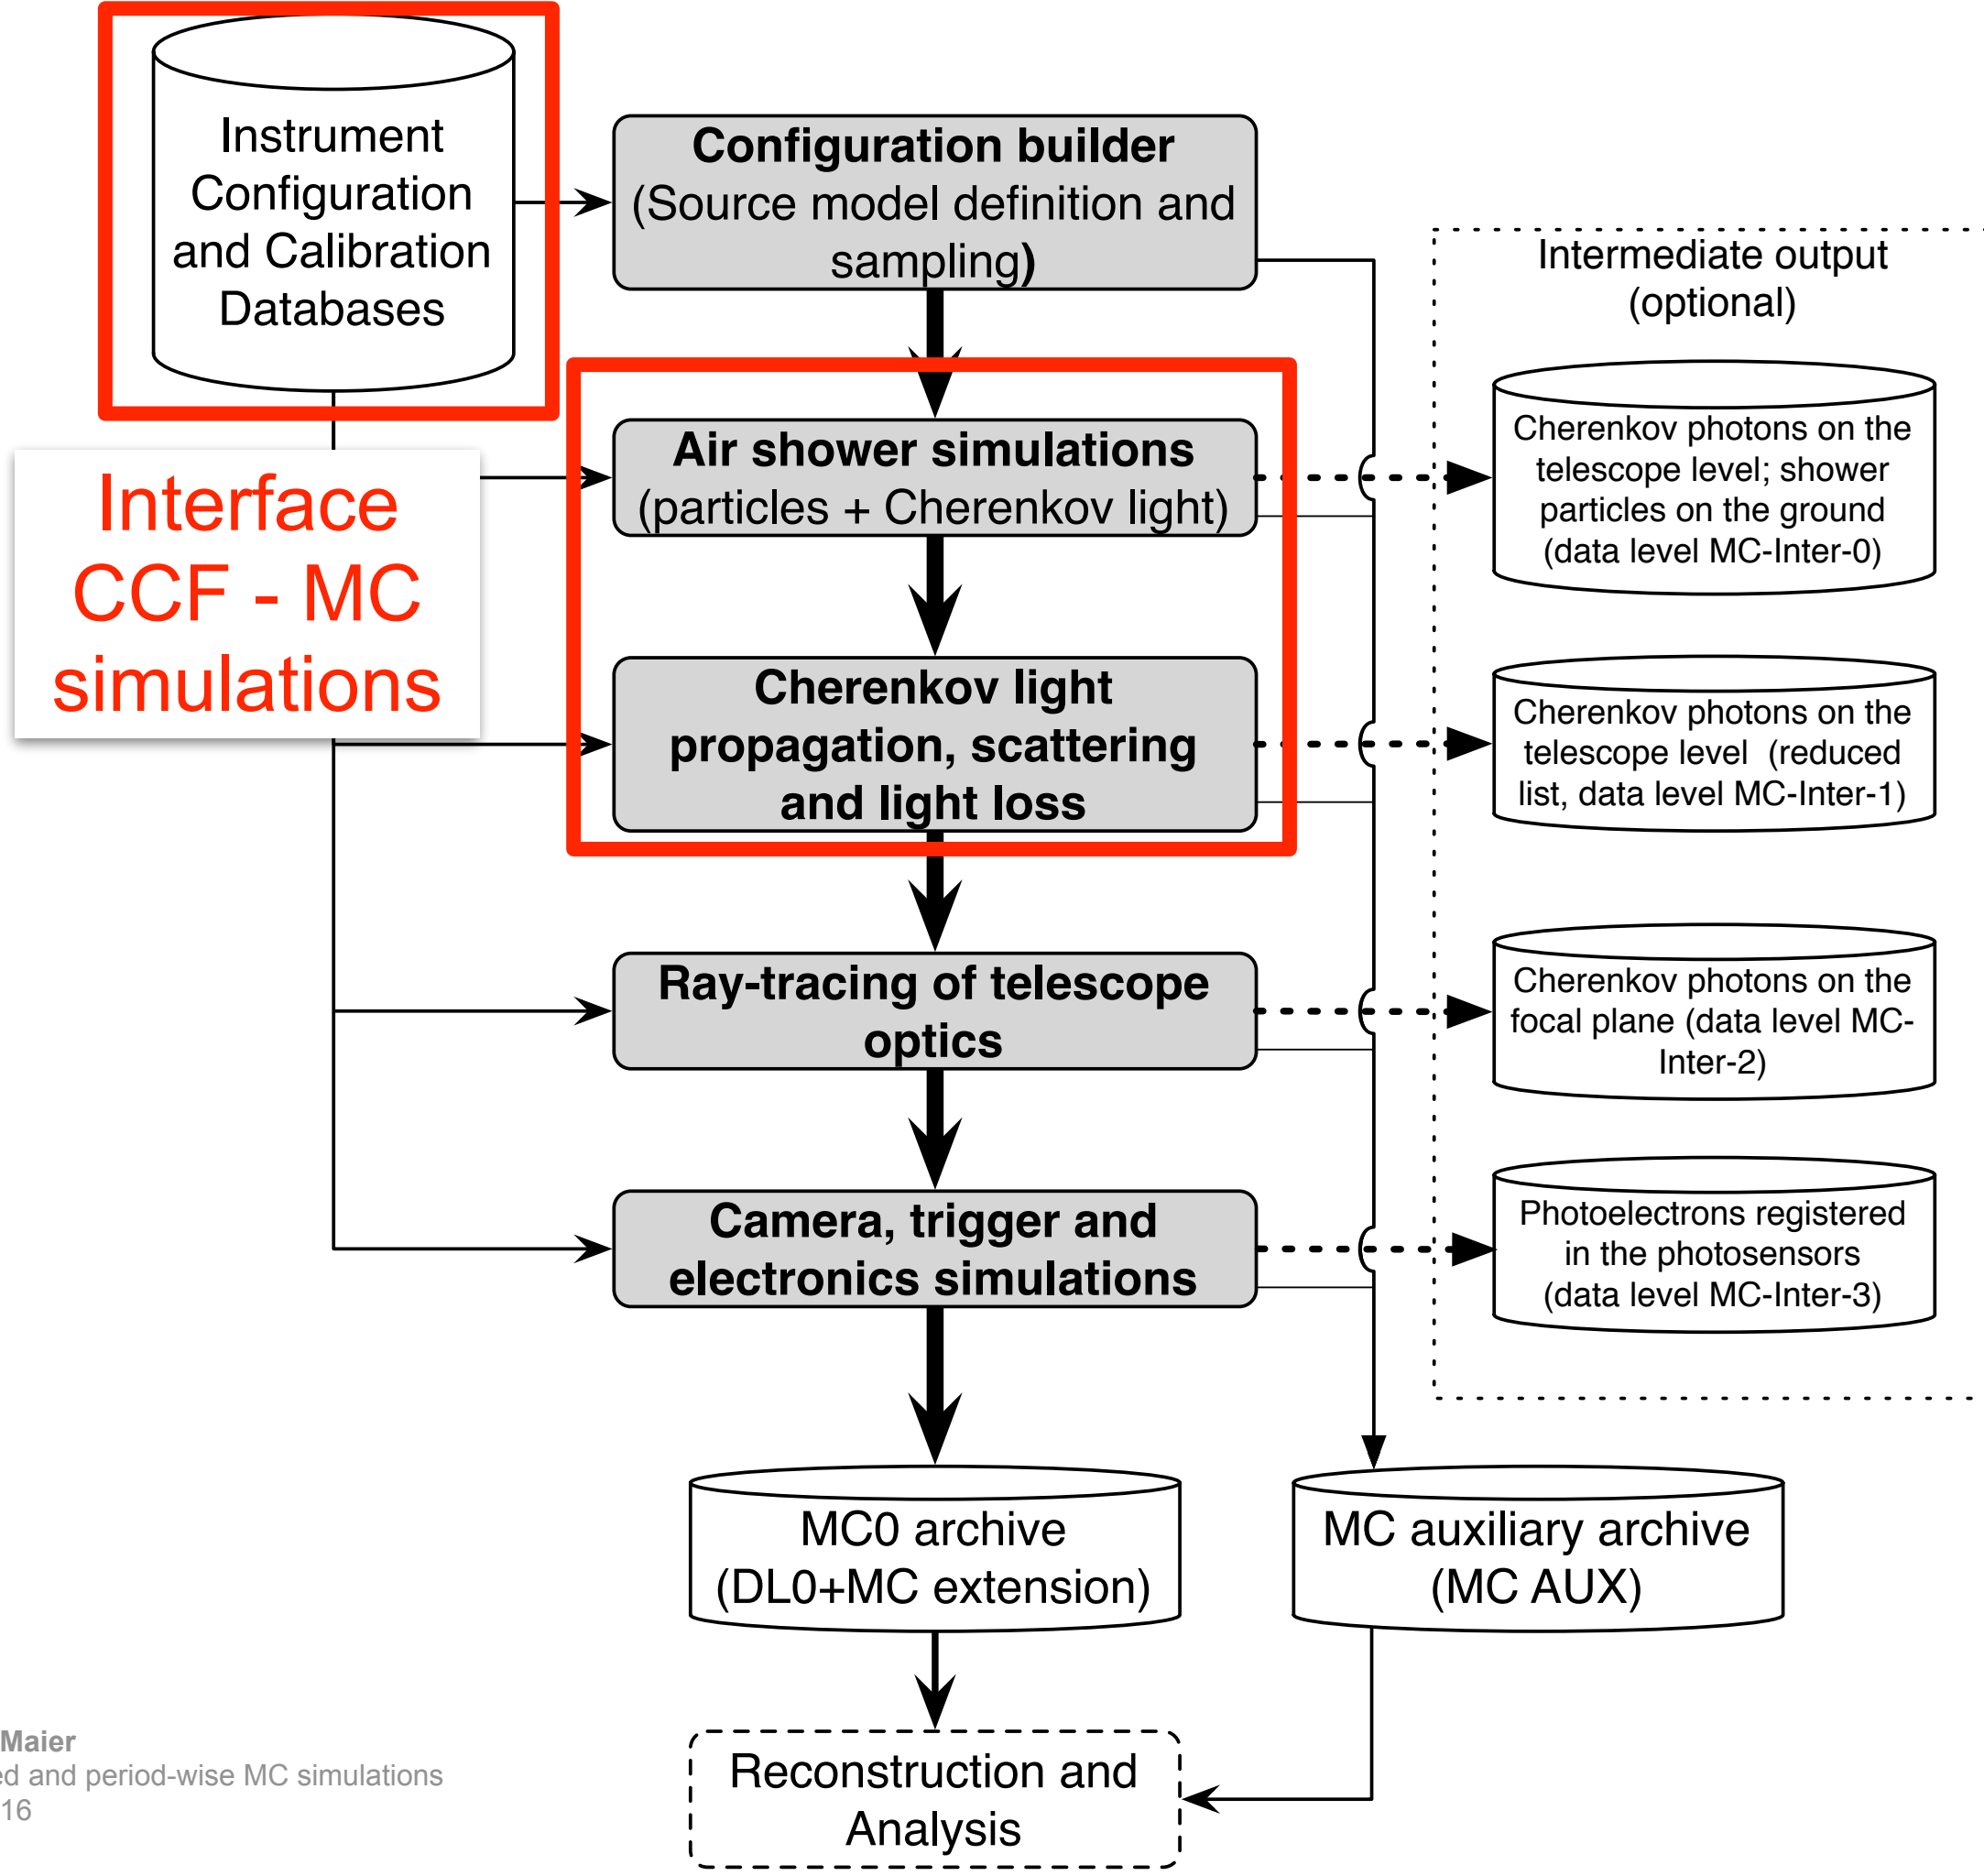 Instrument
Configuration
and Calibration
Databases
Configuration builder
(Source model definition and
sampling)
Intermediate output
(optional)
Air shower simulations
(particles + Cherenkov light)
Cherenkov photons on the
telescope level; shower
particles on the ground
(data level MC-Inter-0)
Interface
CCF - MC
simulations
Cherenkov light
propagation, scattering
and light loss
Cherenkov photons on the
telescope level (reduced
list, data level MC-Inter-1)
Ray-tracing of telescope
optics
Cherenkov photons on the
focal plane (data level MC-
Inter-2)
Camera, trigger and
electronics simulations
Photoelectrons registered
in the photosensors
(data level MC-Inter-3)
MC0 archive
(DL0+MC extension)
MC auxiliary archive
(MC AUX)
Reconstruction and
Analysis
Maier
and period-wise MC simulations
16